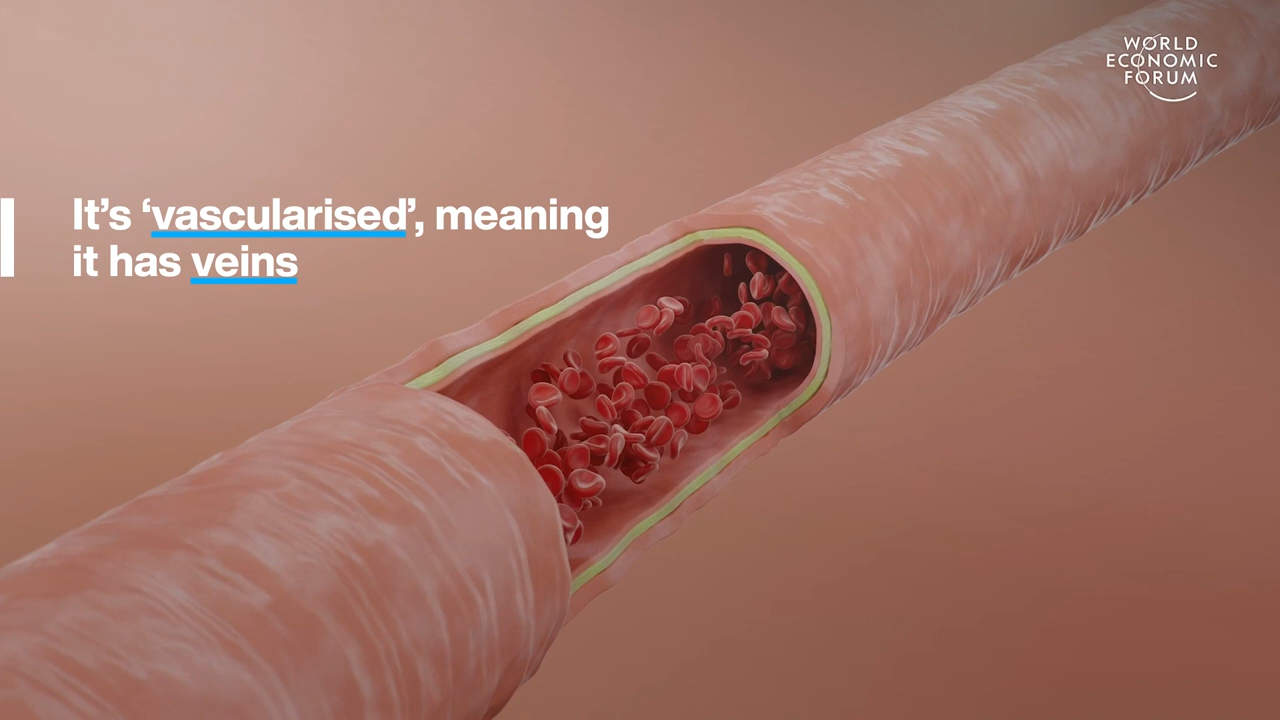 WORLD
ECONOMIC
FORUM
It’s ‘vascularised’, meaning
it has veins